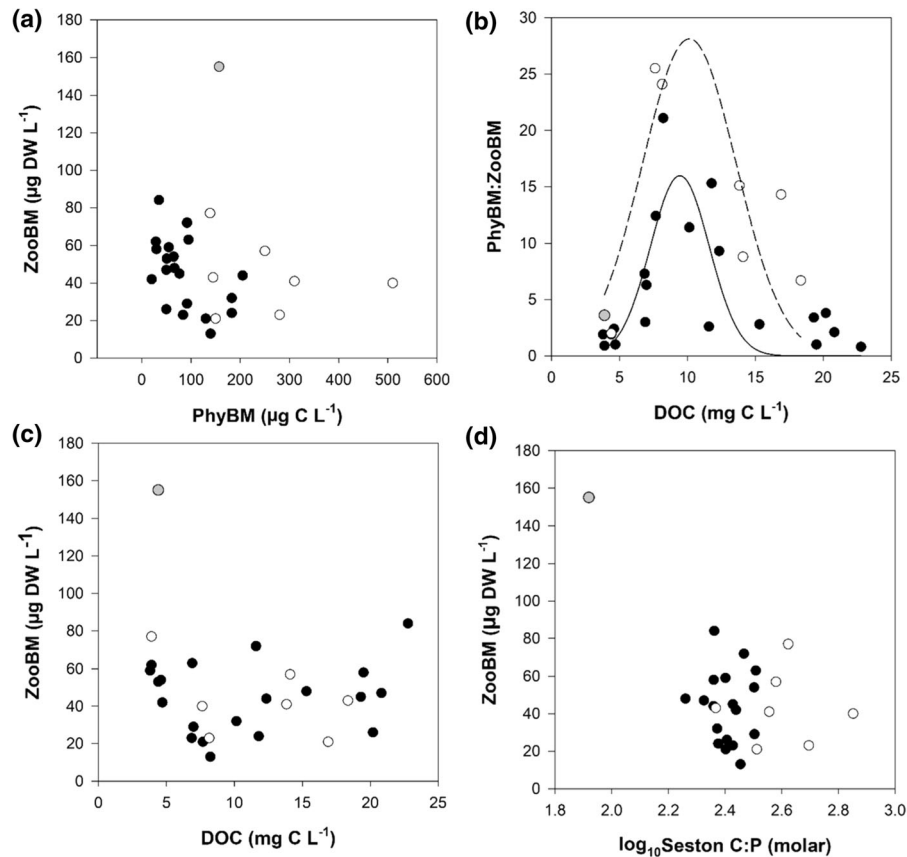 (a)
180
160
140
120
100
80
60
40
20
0
ZooBM (µg DW L⁻¹)
0 100 200 300 400 500 600
PhyBM (µg C L⁻¹)
(b)
30
25
20
15
10
5
0
PhyBM:ZooBM
0 5 10 15 20 25
DOC (mg C L⁻¹)
(c)
180
160
140
120
100
80
60
40
20
0
ZooBM (µg DW L⁻¹)
0 5 10 15 20 25
DOC (mg C L⁻¹)
(d)
180
160
140
120
100
80
60
40
20
0
ZooBM (µg DW L⁻¹)
1.8 2.0 2.2 2.4 2.6 2.8 3.0
log₁₀Seston C:P (molar)